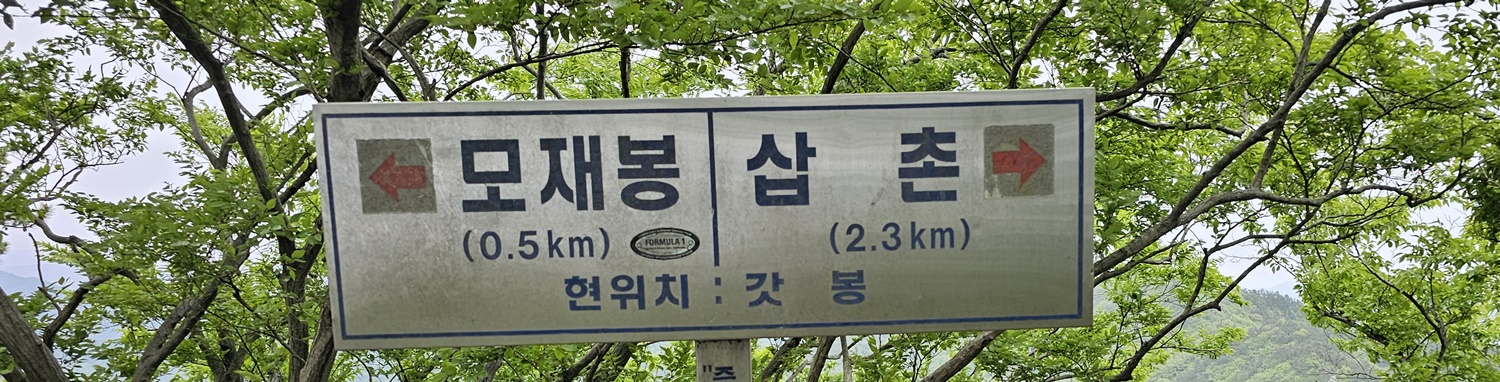 모재봉
(0.5km)
FORMULA 1
삽 촌
(2.3km)
현위치 : 갓 봉